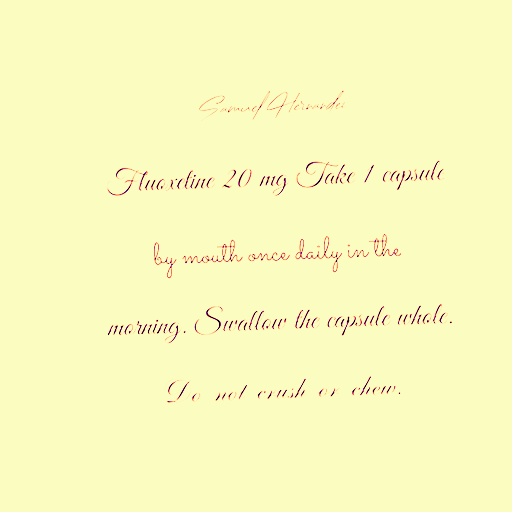 Samuel Hernandez
Fluoxetine 20 mg Take 1 capsule
by mouth once daily in the
morning. Swallow the capsule whole.
Do not crush or chew.